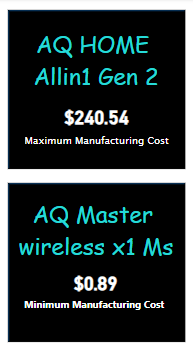 AQ HOME
Allin1 Gen 2
$240.54
Maximum Manufacturing Cost
AQ Master
wireless x1 Ms
$0.89
Minimum Manufacturing Cost